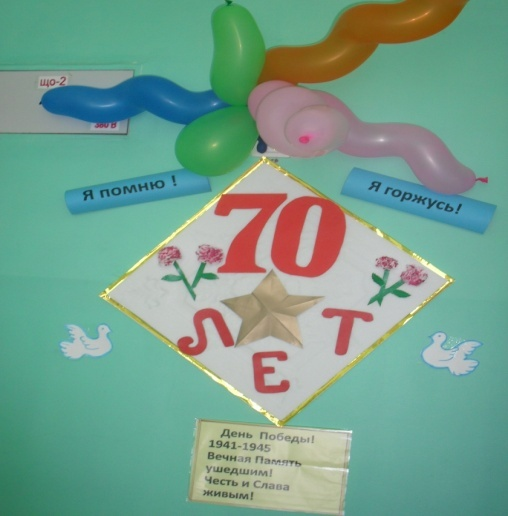 що-2
380 В
Я помню !
Я горжусь!
70
ЛЕТ
День Победы!
1941-1945
Вечная Память
ушедшим!
Честь и Слава
живым!